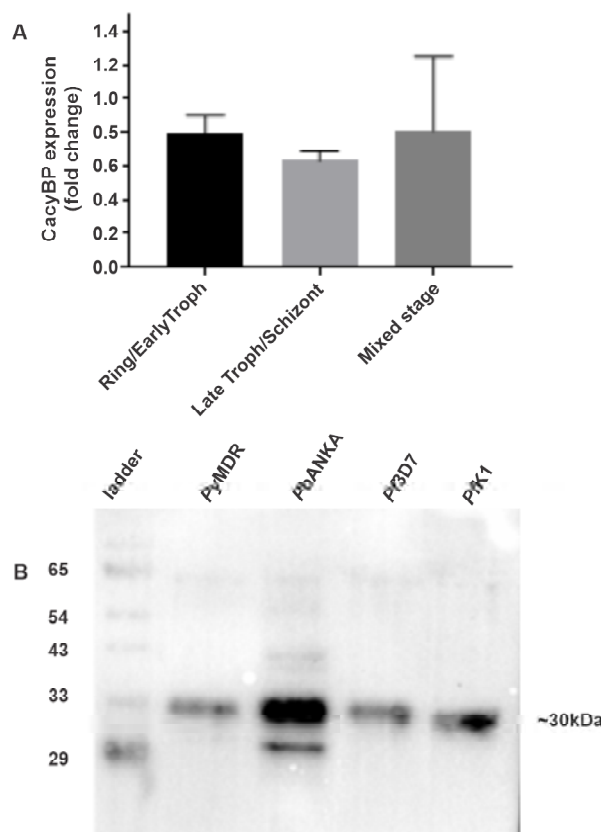 A
CacyBP expression
(fold change)
1.4
1.2
1.0
0.5
0.6
0.4
0.2
0.0
Ring/EarlyTroph
Late Troph/Schizont
Mixed stage
ladder
PyMDR
PbANKA
Pf3D7
PfK1
B
65
54
43
33
29
~30kDa